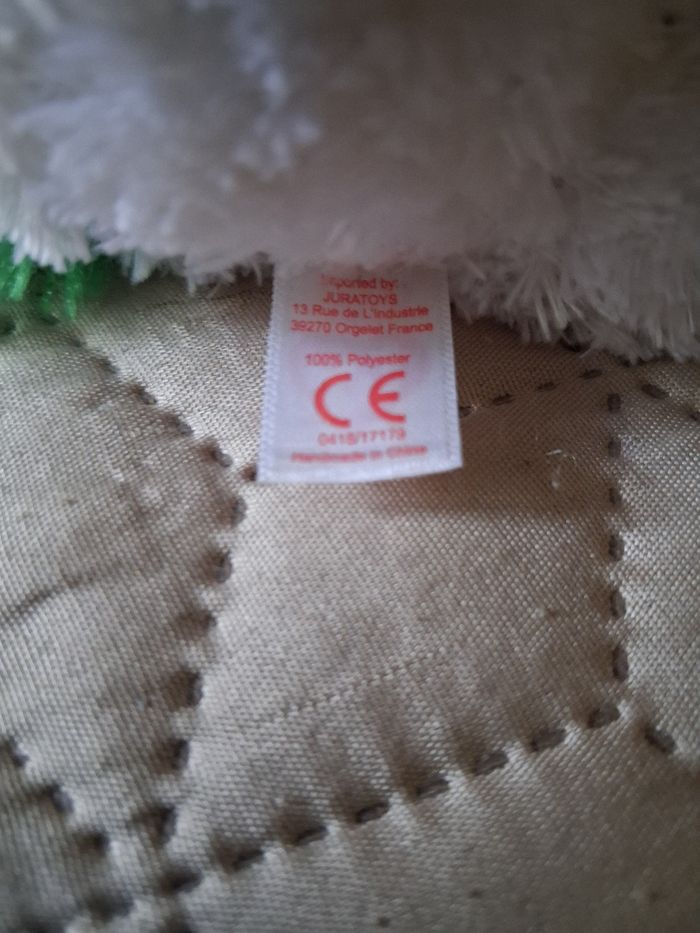 Imported by:
JURATOYS
13 Rue de L'Industrie
39270 Orgelet France
100% Polyester
CE
0418/17179
Handmade in China